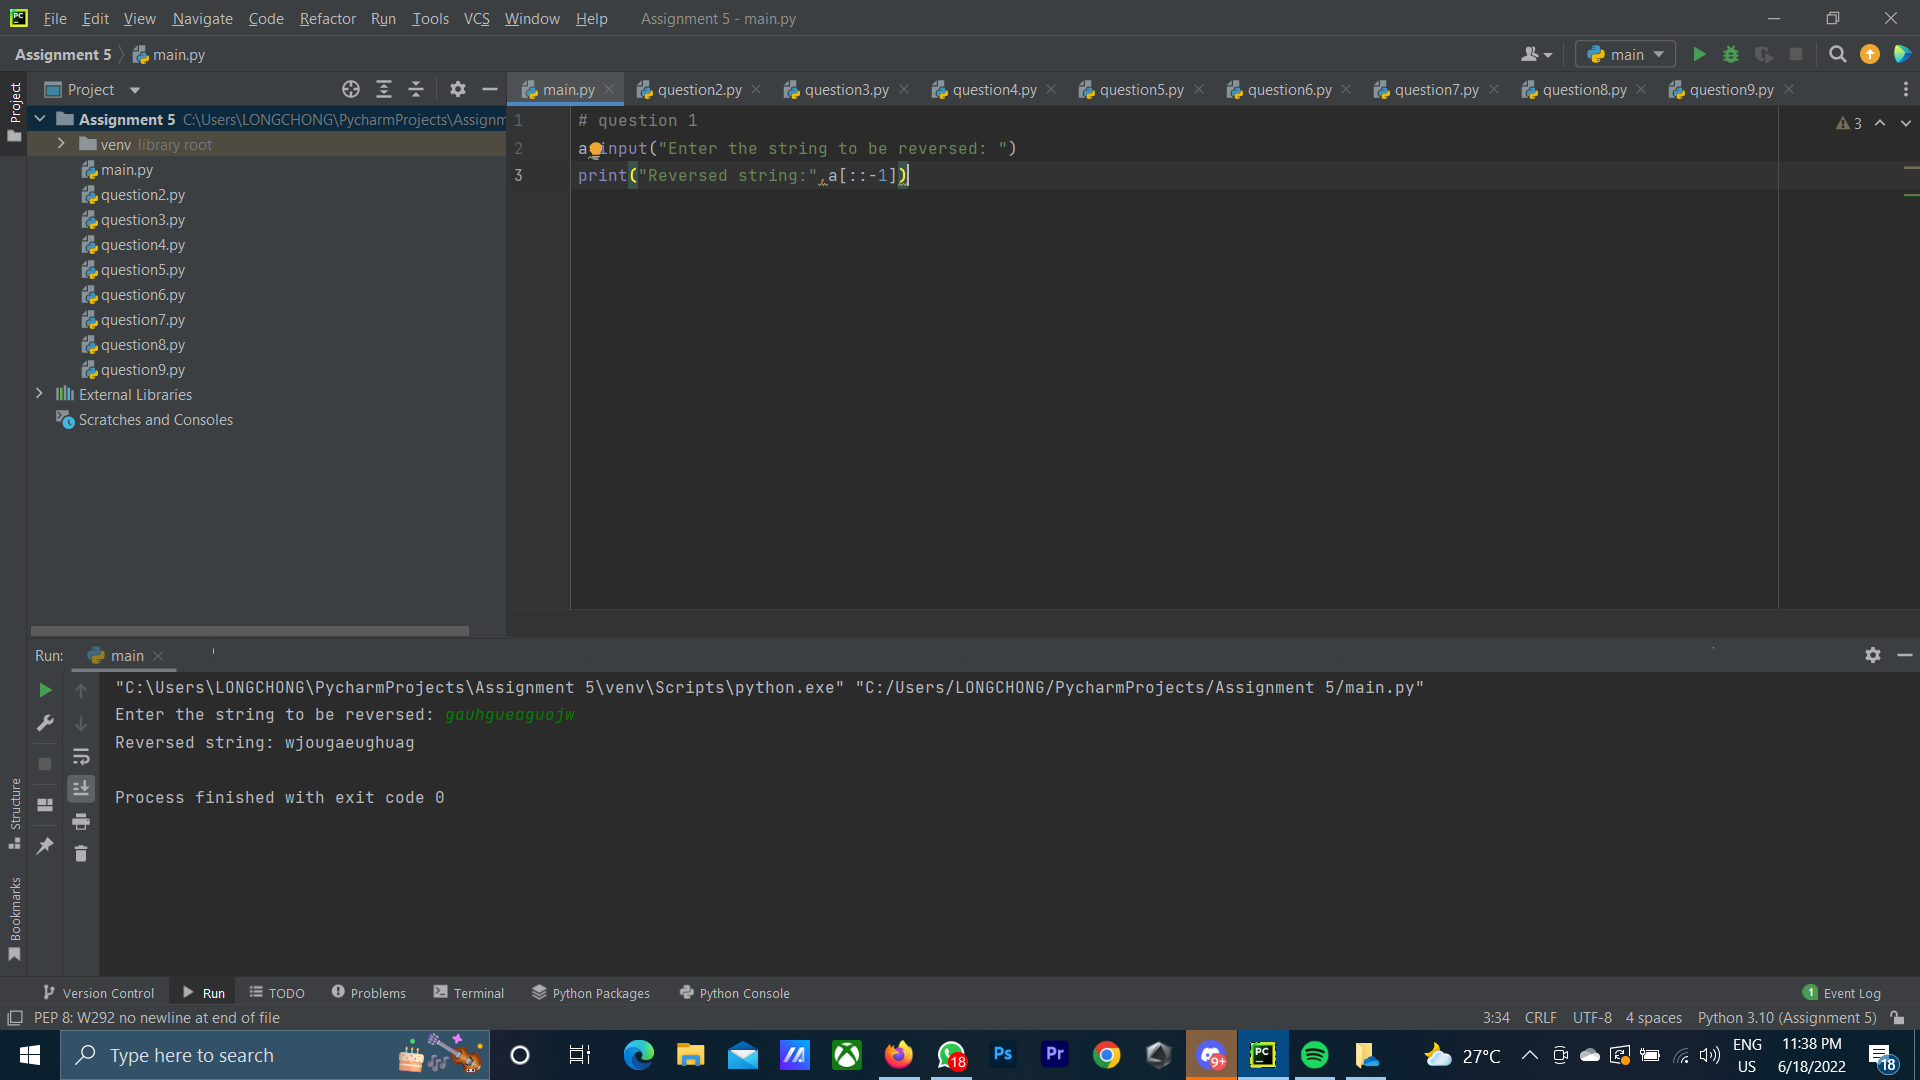 File Edit View Navigate Code Refactor Run Tools VCS Window Help Assignment 5 - main.py
Assignment 5 main.py
main
Project
main.py question2.py question3.py question4.py question5.py question6.py question7.py question8.py question9.py
Project
Assignment 5 C:\Users\LONGCHONG\PycharmProjects\Assignm
venv library root
main.py
question2.py
question3.py
question4.py
question5.py
question6.py
question7.py
question8.py
question9.py
External Libraries
Scratches and Consoles
1 # question 1
2 a input("Enter the string to be reversed: ")
3 print("Reversed string:",a[::-1])
3
Run: main
"C:\Users\LONGCHONG\PycharmProjects\Assignment 5\venv\Scripts\python.exe" "C:/Users/LONGCHONG/PycharmProjects/Assignment 5/main.py"
Enter the string to be reversed: gauhgueaguojw
Reversed string: wjougaeughuag
Process finished with exit code 0
Structure
Bookmarks
Version Control Run TODO Problems Terminal Python Packages Python Console 1 Event Log
PEP 8: W292 no newline at end of file 3:34 CRLF UTF-8 4 spaces Python 3.10 (Assignment 5)
Type here to search
18
Ps
Pr
9+
PC
27°C
ENG
US
11:38 PM
6/18/2022
18